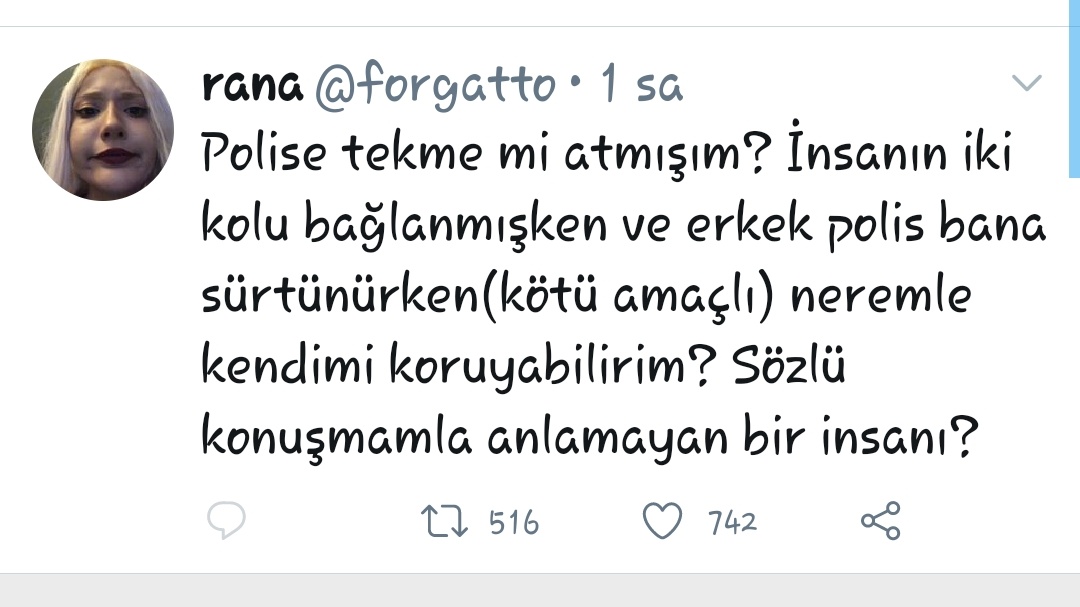 rana @forgatto • 1 sa
Polise tekme mi atmışım? İnsanın iki
kolu bağlanmışken ve erkek polis bana
sürtünürken(kötü amaçlı) neremle
kendimi koruyabilirim? Sözlü
konuşmamla anlamayan bir insanı?
516 742